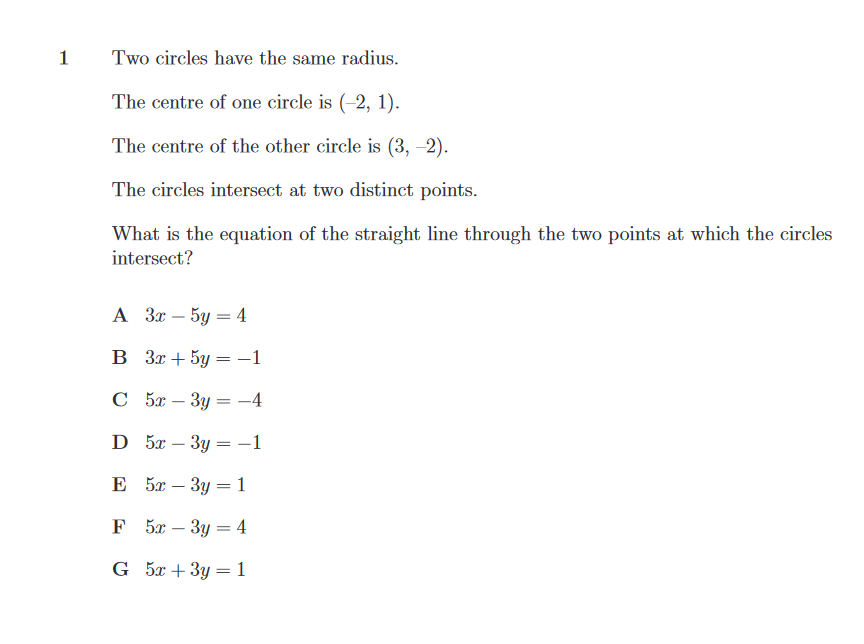 1 Two circles have the same radius.
The centre of one circle is (–2, 1).
The centre of the other circle is (3, –2).
The circles intersect at two distinct points.
What is the equation of the straight line through the two points at which the circles
intersect?
A 3x − 5y = 4
B 3x + 5y = −1
C 5x − 3y = −4
D 5x − 3y = −1
E 5x − 3y = 1
F 5x − 3y = 4
G 5x + 3y = 1